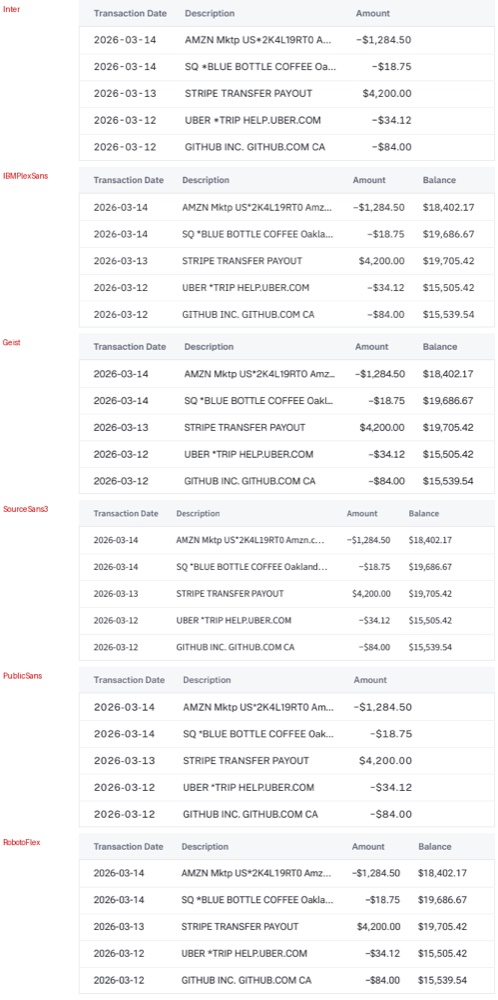 Inter
Transaction Date Description Amount
2026-03-14 AMZN Mktp US*2K4L19RT0 A... −$1,284.50
2026-03-14 SQ *BLUE BOTTLE COFFEE Oa... −$18.75
2026-03-13 STRIPE TRANSFER PAYOUT $4,200.00
2026-03-12 UBER *TRIP HELP.UBER.COM −$34.12
2026-03-12 GITHUB INC. GITHUB.COM CA −$84.00
IBMPlexSans
Transaction Date Description Amount Balance
2026-03-14 AMZN Mktp US*2K4L19RT0 Amz... −$1,284.50 $18,402.17
2026-03-14 SQ *BLUE BOTTLE COFFEE Oakla... −$18.75 $19,686.67
2026-03-13 STRIPE TRANSFER PAYOUT $4,200.00 $19,705.42
2026-03-12 UBER *TRIP HELP.UBER.COM −$34.12 $15,505.42
2026-03-12 GITHUB INC. GITHUB.COM CA −$84.00 $15,539.54
Geist
Transaction Date Description Amount Balance
2026-03-14 AMZN Mktp US*2K4L19RT0 Amz... −$1,284.50 $18,402.17
2026-03-14 SQ *BLUE BOTTLE COFFEE Oakl... −$18.75 $19,686.67
2026-03-13 STRIPE TRANSFER PAYOUT $4,200.00 $19,705.42
2026-03-12 UBER *TRIP HELP.UBER.COM −$34.12 $15,505.42
2026-03-12 GITHUB INC. GITHUB.COM CA −$84.00 $15,539.54
SourceSans3
Transaction Date Description Amount Balance
2026-03-14 AMZN Mktp US*2K4L19RT0 Amzn.c... −$1,284.50 $18,402.17
2026-03-14 SQ *BLUE BOTTLE COFFEE Oakland... −$18.75 $19,686.67
2026-03-13 STRIPE TRANSFER PAYOUT $4,200.00 $19,705.42
2026-03-12 UBER *TRIP HELP.UBER.COM −$34.12 $15,505.42
2026-03-12 GITHUB INC. GITHUB.COM CA −$84.00 $15,539.54
PublicSans
Transaction Date Description Amount
2026-03-14 AMZN Mktp US*2K4L19RT0 Am... −$1,284.50
2026-03-14 SQ *BLUE BOTTLE COFFEE Oak... −$18.75
2026-03-13 STRIPE TRANSFER PAYOUT $4,200.00
2026-03-12 UBER *TRIP HELP.UBER.COM −$34.12
2026-03-12 GITHUB INC. GITHUB.COM CA −$84.00
RobotoFlex
Transaction Date Description Amount Balance
2026-03-14 AMZN Mktp US*2K4L19RT0 Amz... −$1,284.50 $18,402.17
2026-03-14 SQ *BLUE BOTTLE COFFEE Oakla... −$18.75 $19,686.67
2026-03-13 STRIPE TRANSFER PAYOUT $4,200.00 $19,705.42
2026-03-12 UBER *TRIP HELP.UBER.COM −$34.12 $15,505.42
2026-03-12 GITHUB INC. GITHUB.COM CA −$84.00 $15,539.54